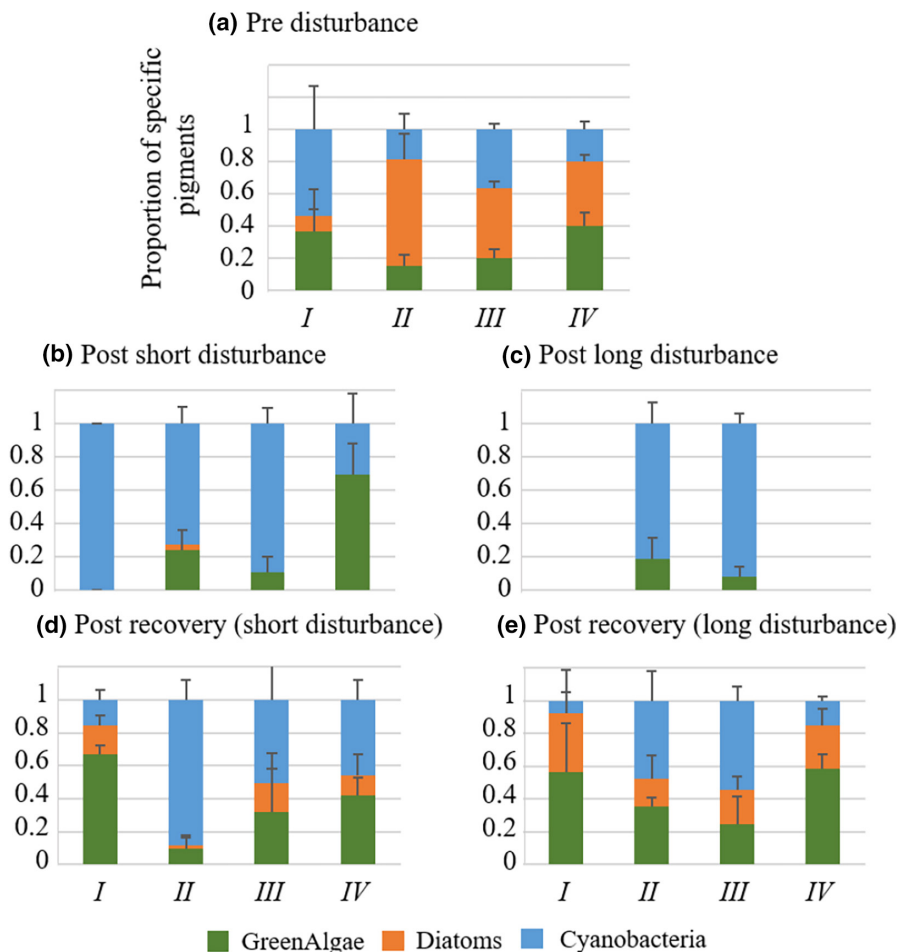 (a) Pre disturbance
Proportion of specific
pigments
1
0.8
0.6
0.4
0.2
0
I II III IV
(b) Post short disturbance
1
0.8
0.6
0.4
0.2
0
(c) Post long disturbance
1
0.8
0.6
0.4
0.2
0
(d) Post recovery (short disturbance)
1
0.8
0.6
0.4
0.2
0
I II III IV
(e) Post recovery (long disturbance)
1
0.8
0.6
0.4
0.2
0
I II III IV
GreenAlgae Diatoms Cyanobacteria